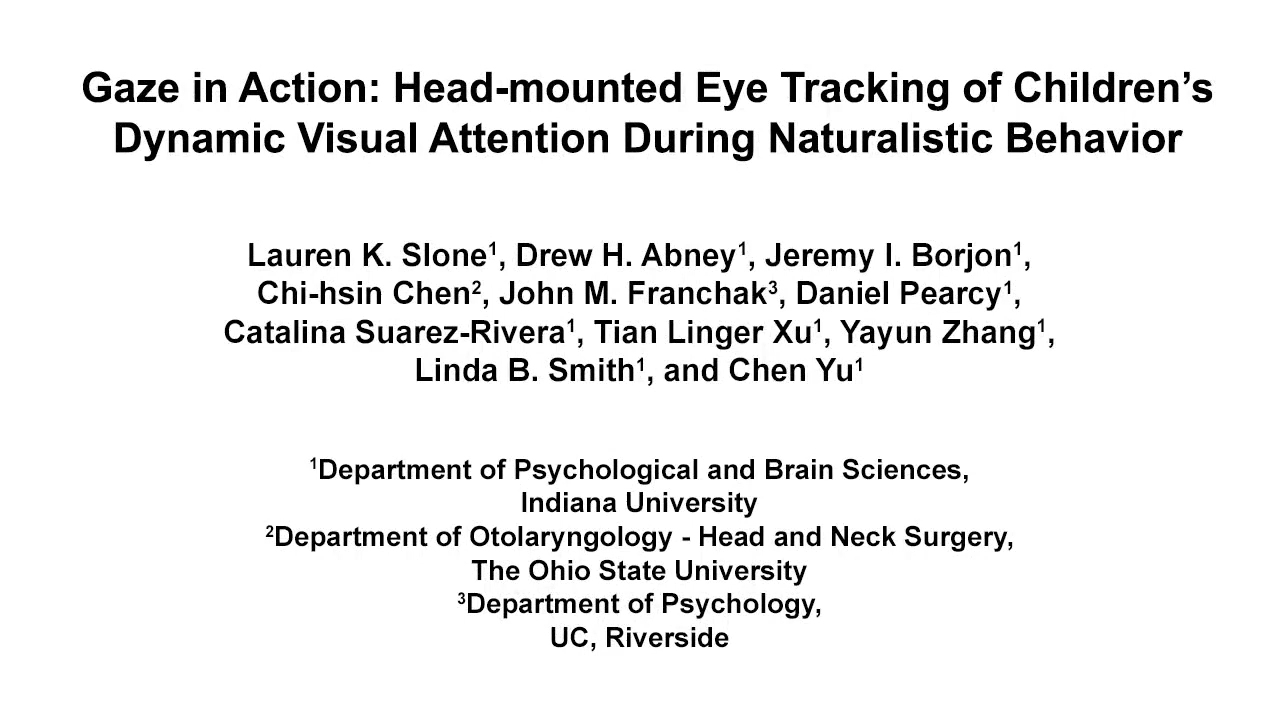 Gaze in Action: Head-mounted Eye Tracking of Children’s
Dynamic Visual Attention During Naturalistic Behavior
Lauren K. Slone¹, Drew H. Abney¹, Jeremy I. Borjon¹,
Chi-hsin Chen², John M. Franchak³, Daniel Pearcy¹,
Catalina Suarez-Rivera¹, Tian Linger Xu¹, Yayun Zhang¹,
Linda B. Smith¹, and Chen Yu¹
¹Department of Psychological and Brain Sciences,
Indiana University
²Department of Otolaryngology - Head and Neck Surgery,
The Ohio State University
³Department of Psychology,
UC, Riverside